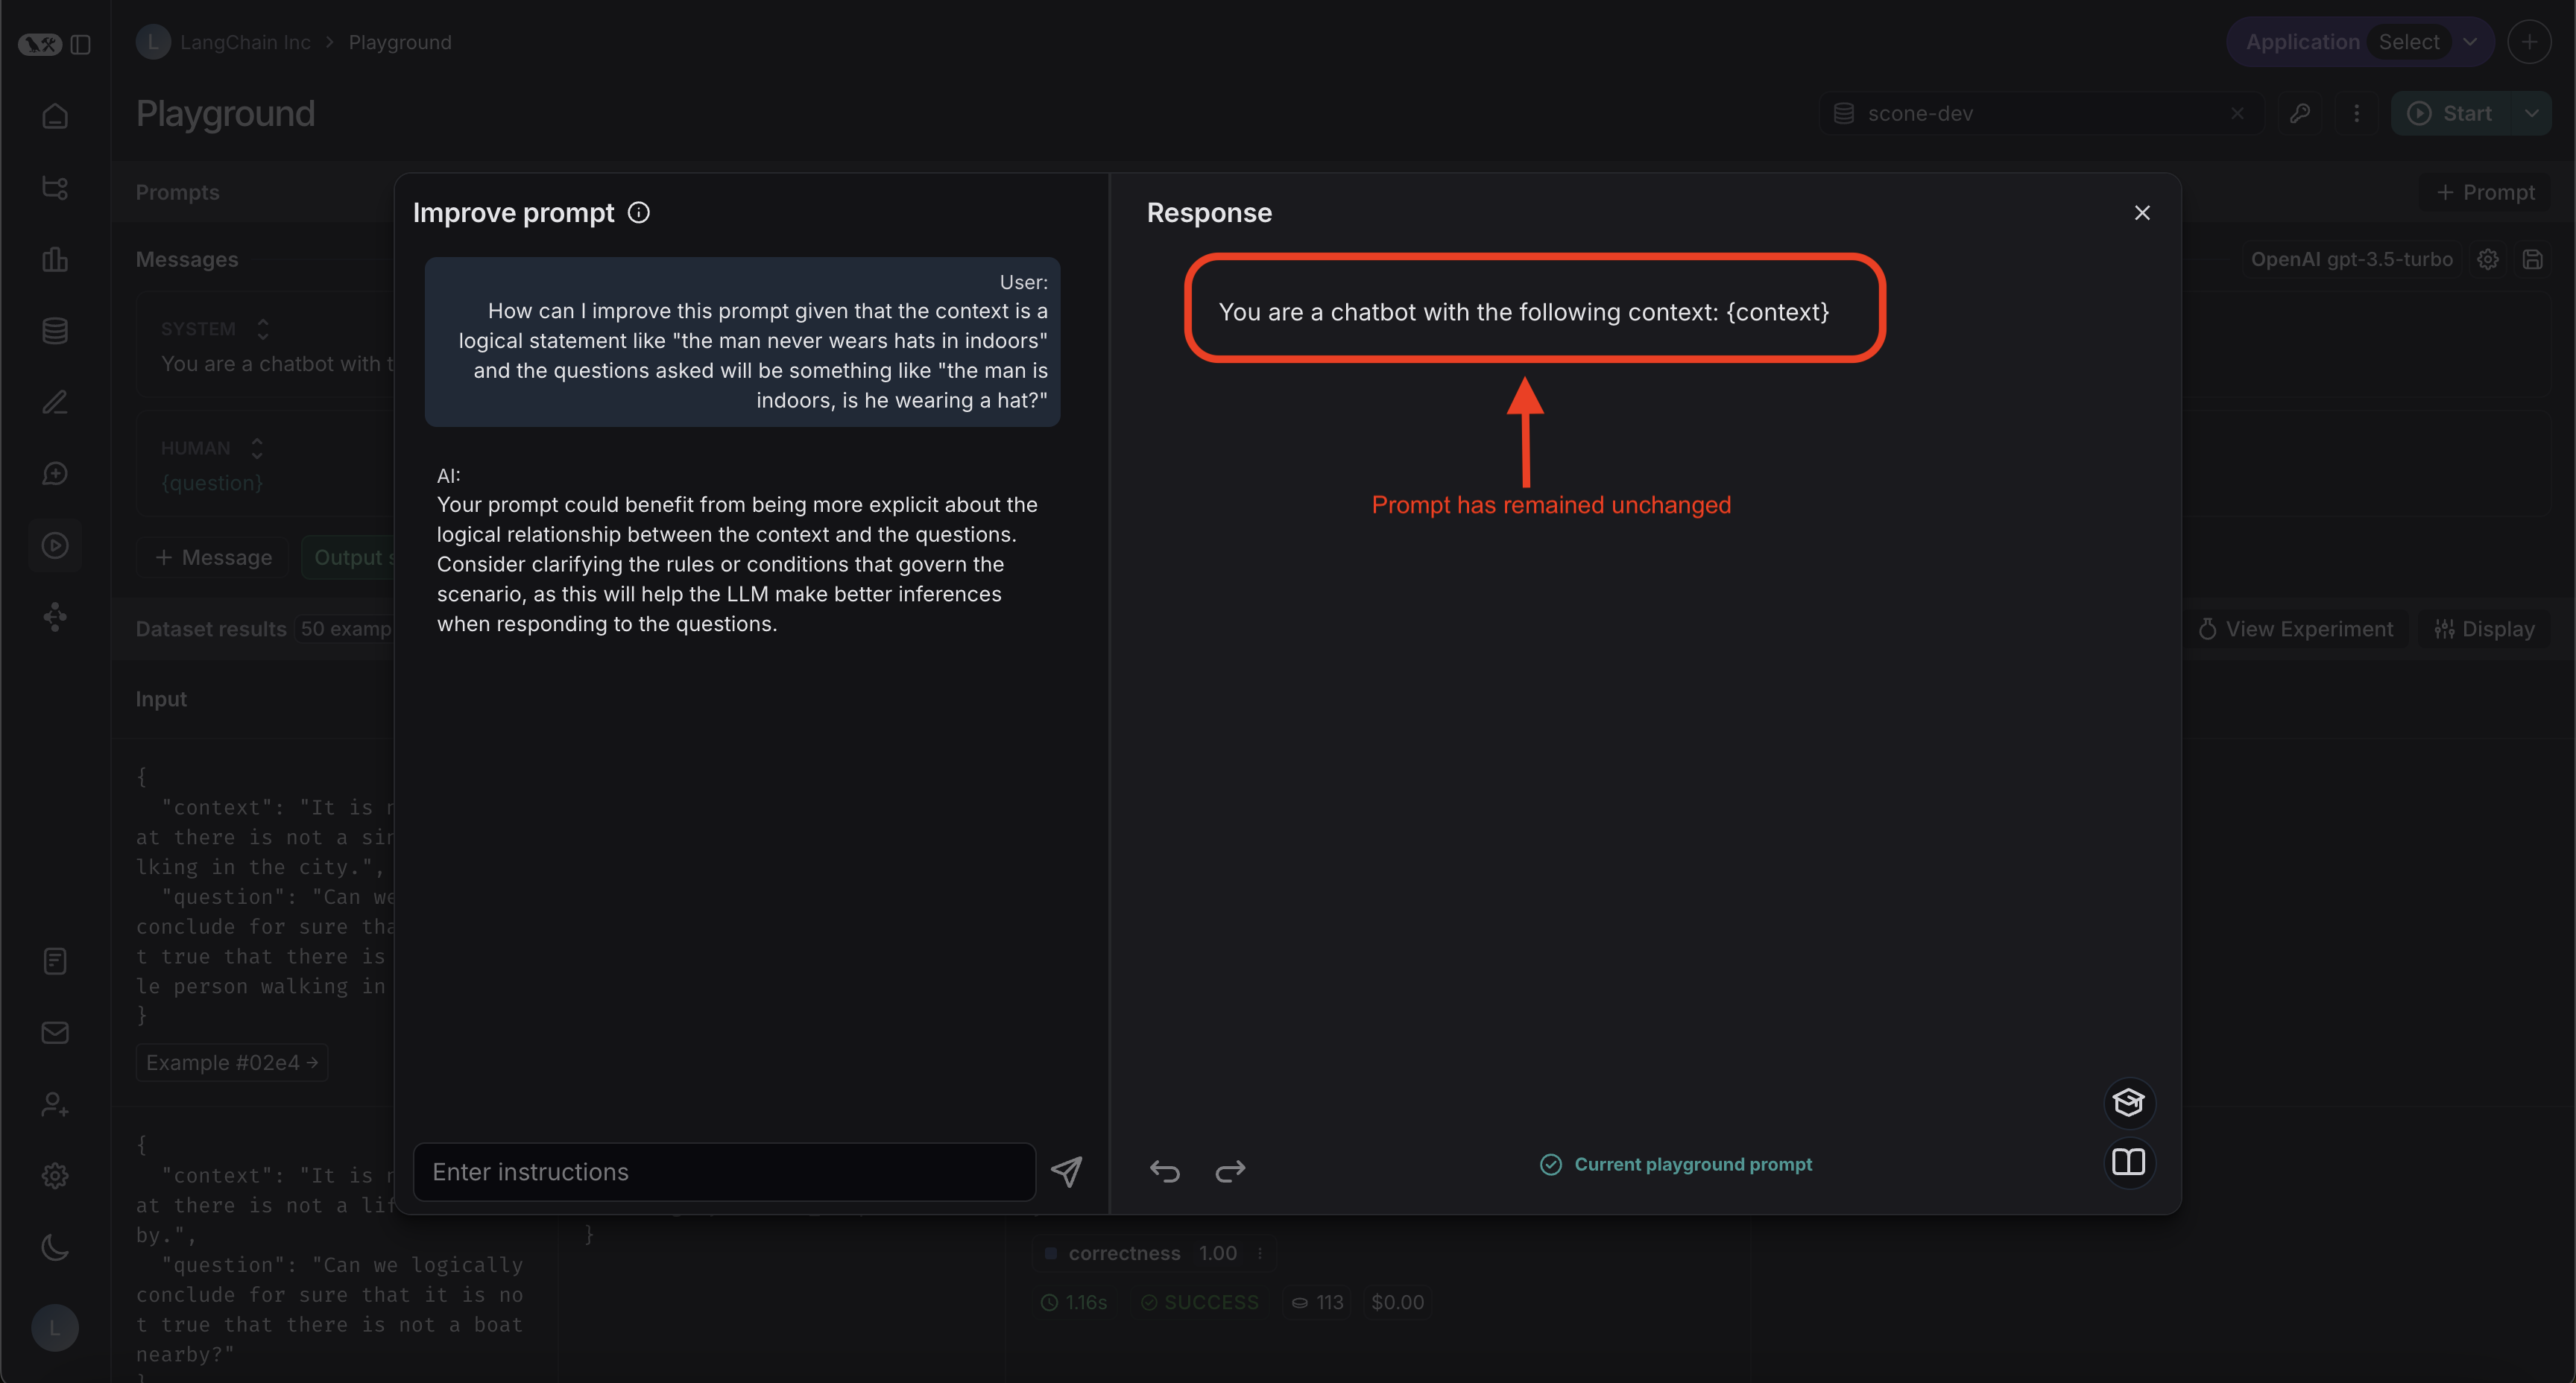 L LangChain Inc > Playground
Application Select
Playground
scone-dev
Start
Prompts
+ Prompt
Improve prompt
Response
Messages
OpenAI gpt-3.5-turbo
SYSTEM
You are a chatbot with t
HUMAN
{question}
+ Message
Output s
User:
How can I improve this prompt given that the context is a
logical statement like "the man never wears hats in indoors"
and the questions asked will be something like "the man is
indoors, is he wearing a hat?"
AI:
Your prompt could benefit from being more explicit about the
logical relationship between the context and the questions.
Consider clarifying the rules or conditions that govern the
scenario, as this will help the LLM make better inferences
when responding to the questions.
You are a chatbot with the following context: {context}
Prompt has remained unchanged
Dataset results 50 examp
View Experiment
Display
Input
{
"context": "It is n
at there is not a sin
lking in the city.",
"question": "Can we
conclude for sure tha
t true that there is
le person walking in
}
Example #02e4 →
{
"context": "It is n
at there is not a lif
by.",
"question": "Can we logically
conclude for sure that it is no
t true that there is not a boat
nearby?"
}
}
Enter instructions
Current playground prompt
correctness 1.00
1.16s
SUCCESS
113
$0.00
L